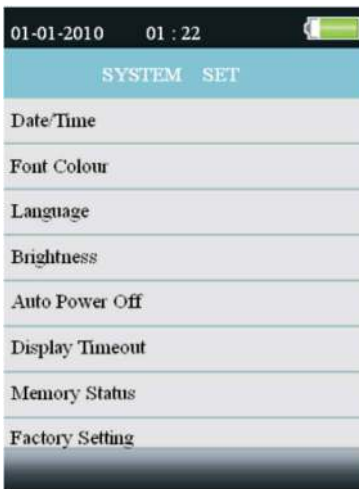 01-01-2010 01 : 22
SYSTEM SET
Date/Time
Font Colour
Language
Brightness
Auto Power Off
Display Timeout
Memory Status
Factory Setting